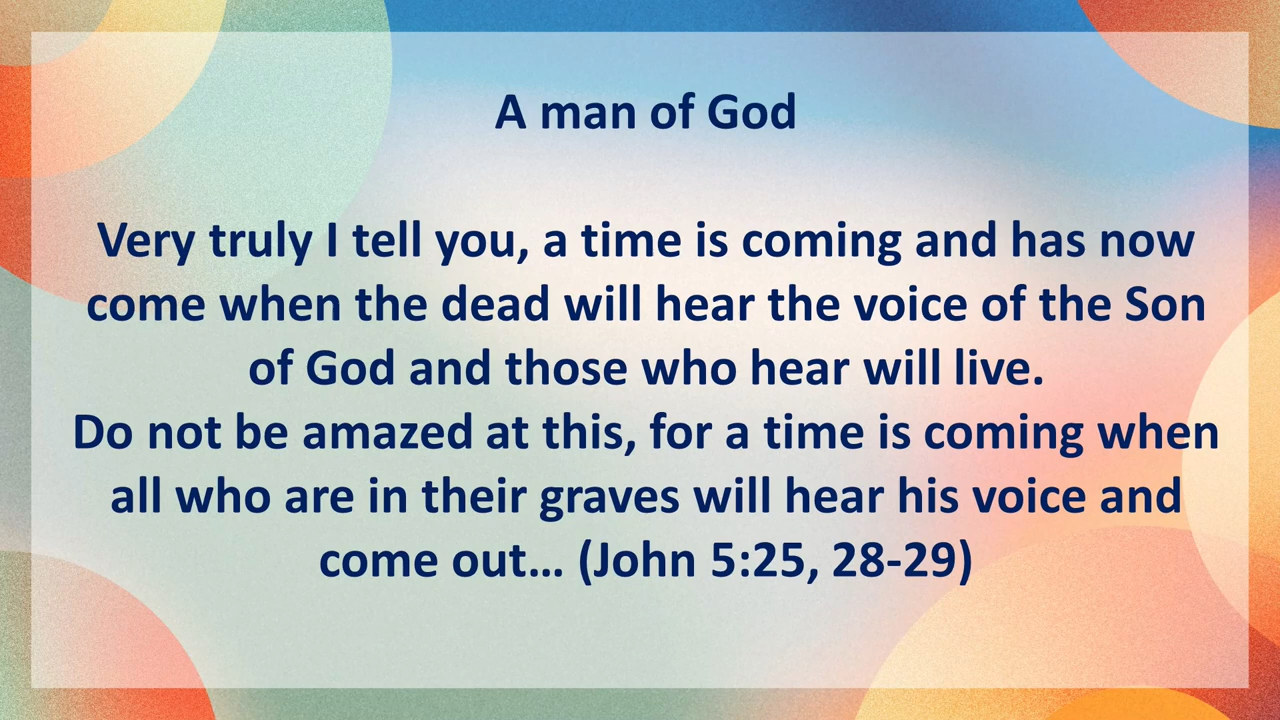 A man of God
Very truly I tell you, a time is coming and has now
come when the dead will hear the voice of the Son
of God and those who hear will live.
Do not be amazed at this, for a time is coming when
all who are in their graves will hear his voice and
come out... (John 5:25, 28-29)